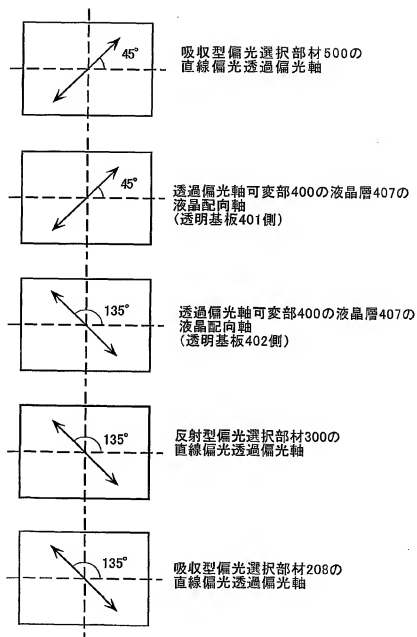 45°
吸収型偏光選択部材500の
直線偏光透過偏光軸
45°
透過偏光軸可変部400の液晶層407の
液晶配向軸
(透明基板401側)
135°
透過偏光軸可変部400の液晶層407の
液晶配向軸
(透明基板402側)
135°
反射型偏光選択部材300の
直線偏光透過偏光軸
135°
吸収型偏光選択部材208の
直線偏光透過偏光軸